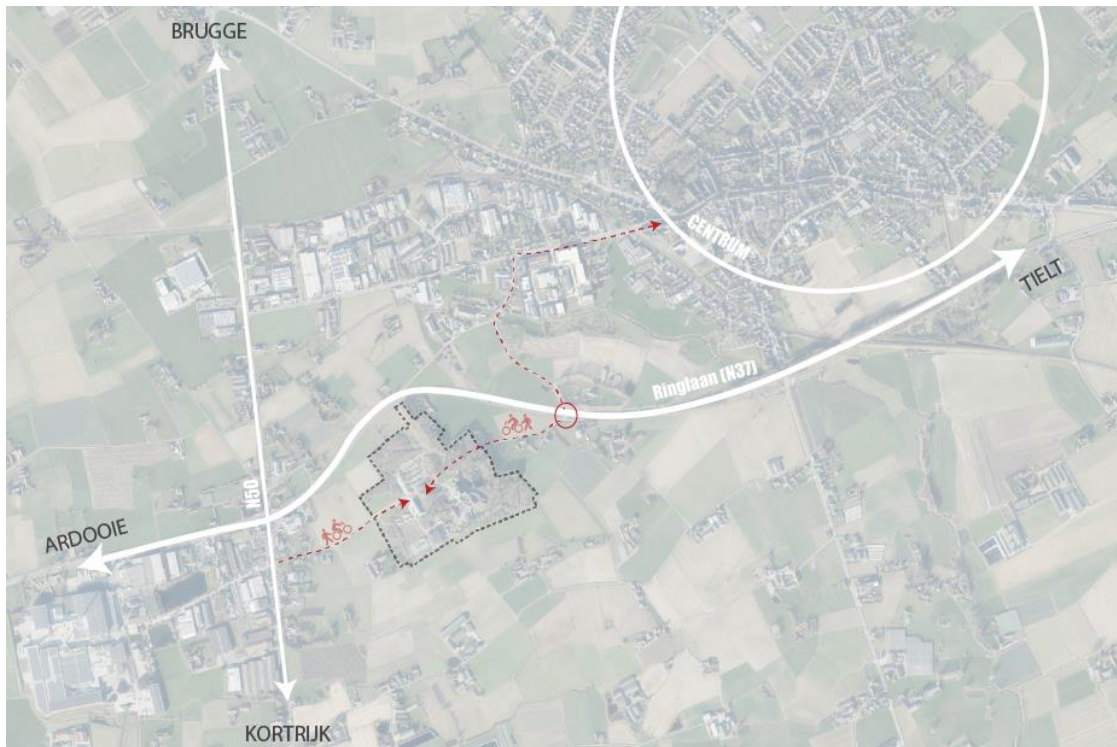 BRUGGE
CENTRUM
TIELT
Ringlaan (N37)
N50
ARDOOIE
KORTRIJK